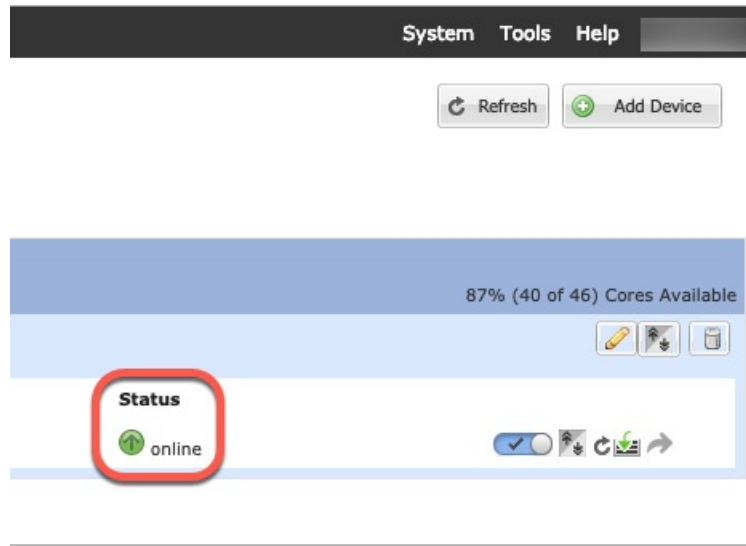 System Tools Help
Refresh Add Device
87% (40 of 46) Cores Available
Status
online